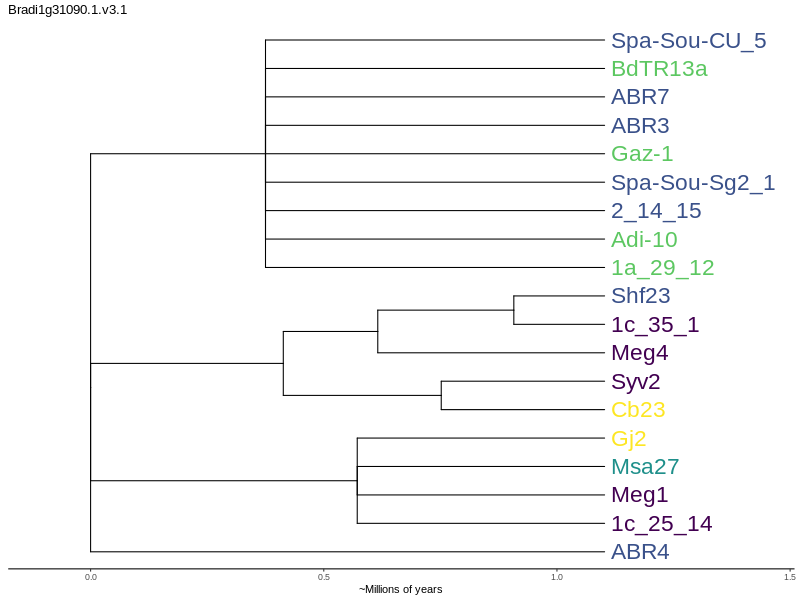 Bradi1g31090.1.v3.1
Spa-Sou-CU_5
BdTR13a
ABR7
ABR3
Gaz-1
Spa-Sou-Sg2_1
2_14_15
Adi-10
1a_29_12
Shf23
1c_35_1
Meg4
Syv2
Cb23
Gj2
Msa27
Meg1
1c_25_14
ABR4
0.0 0.5 1.0 1.5
~Millions of years